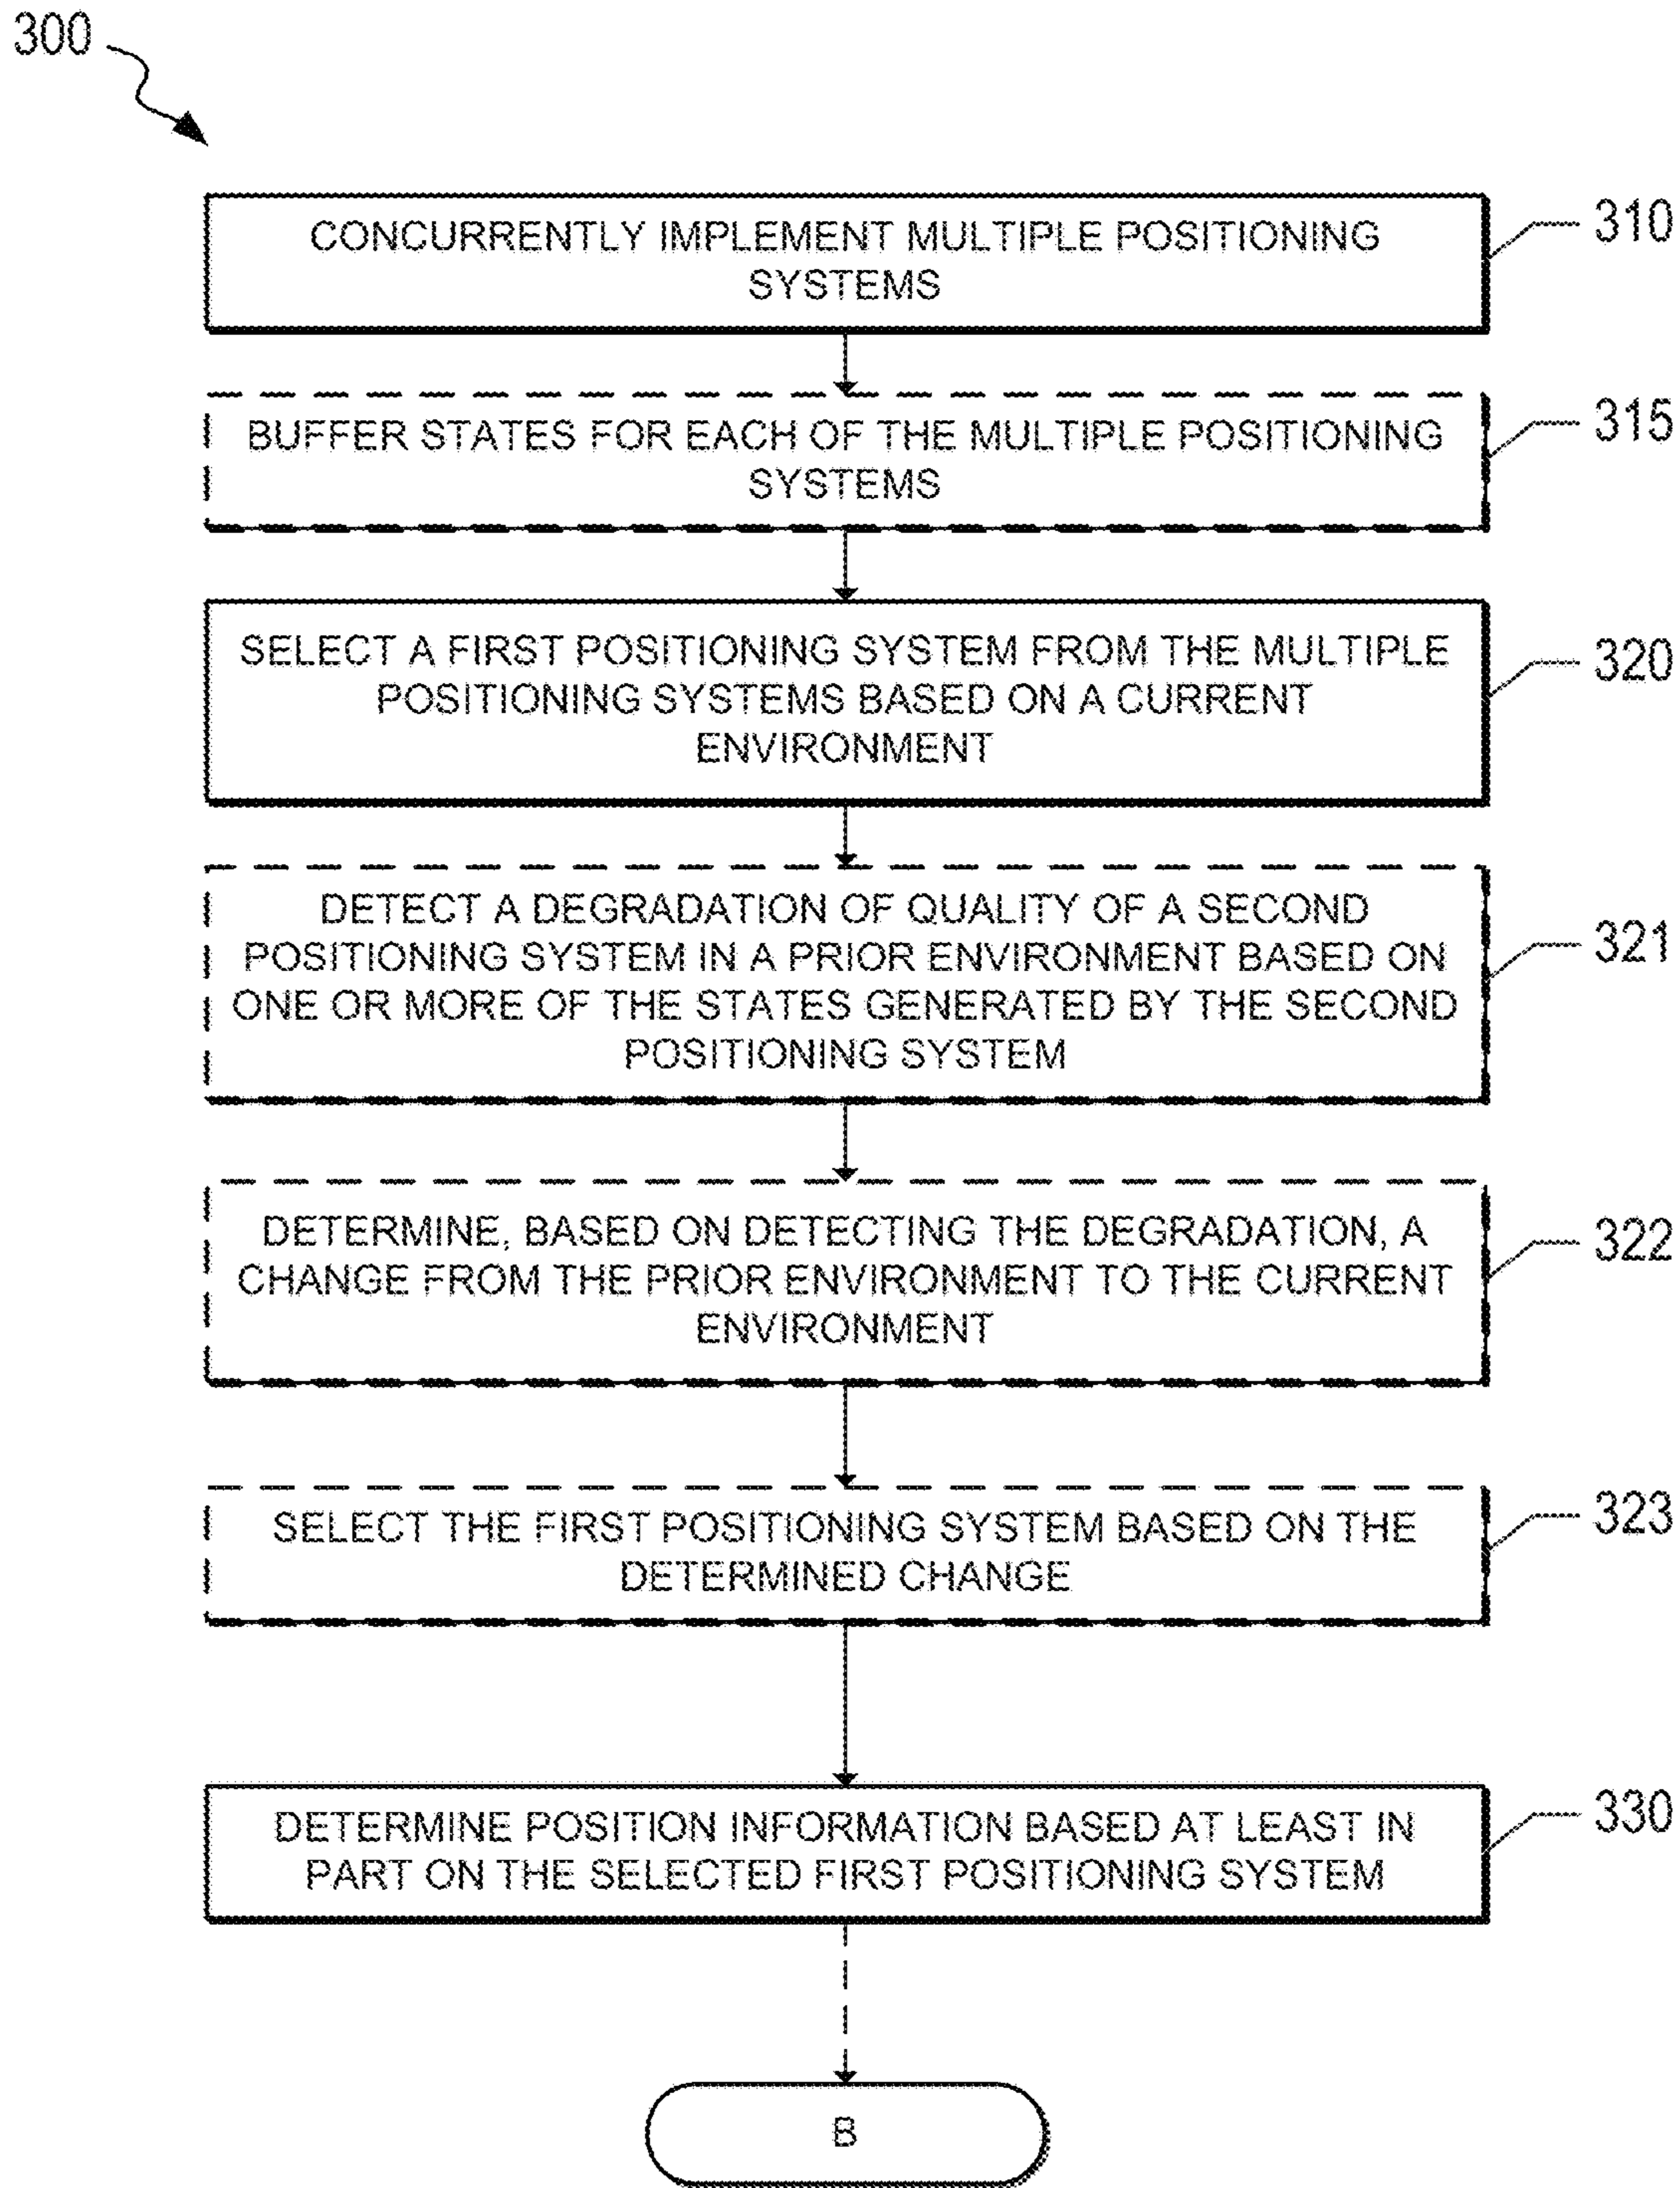 300
CONCURRENTLY IMPLEMENT MULTIPLE POSITIONING
SYSTEMS
310
BUFFER STATES FOR EACH OF THE MULTIPLE POSITIONING
SYSTEMS
315
SELECT A FIRST POSITIONING SYSTEM FROM THE MULTIPLE
POSITIONING SYSTEMS BASED ON A CURRENT
ENVIRONMENT
320
DETECT A DEGRADATION OF QUALITY OF A SECOND
POSITIONING SYSTEM IN A PRIOR ENVIRONMENT BASED ON
ONE OR MORE OF THE STATES GENERATED BY THE SECOND
POSITIONING SYSTEM
321
DETERMINE, BASED ON DETECTING THE DEGRADATION, A
CHANGE FROM THE PRIOR ENVIRONMENT TO THE CURRENT
ENVIRONMENT
322
SELECT THE FIRST POSITIONING SYSTEM BASED ON THE
DETERMINED CHANGE
323
DETERMINE POSITION INFORMATION BASED AT LEAST IN
PART ON THE SELECTED FIRST POSITIONING SYSTEM
330
B